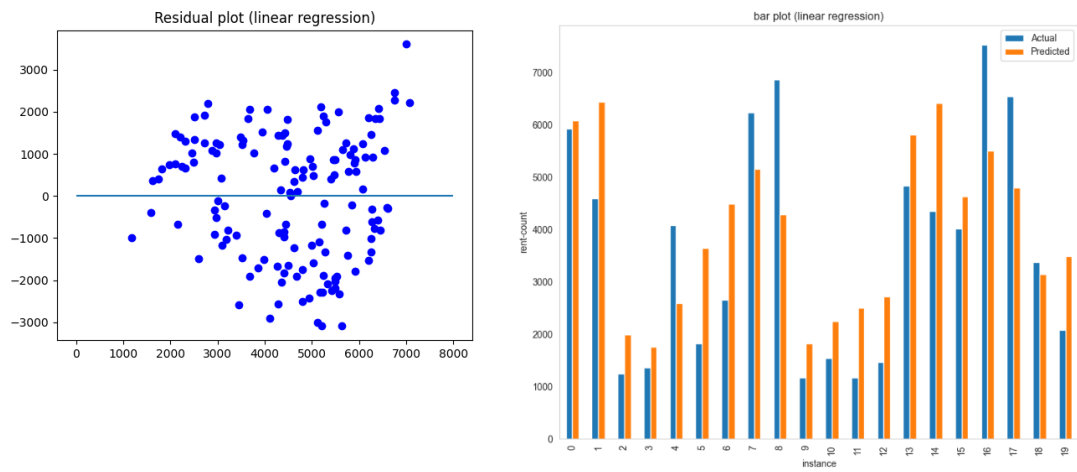 Residual plot (linear regression)
3000
2000
1000
0
-1000
-2000
-3000
0 1000 2000 3000 4000 5000 6000 7000 8000
bar plot (linear regression)
Actual
Predicted
rent-count
7000
6000
5000
4000
3000
2000
1000
0
0 1 2 3 4 5 6 7 8 9 10 11 12 13 14 15 16 17 18 19
instance